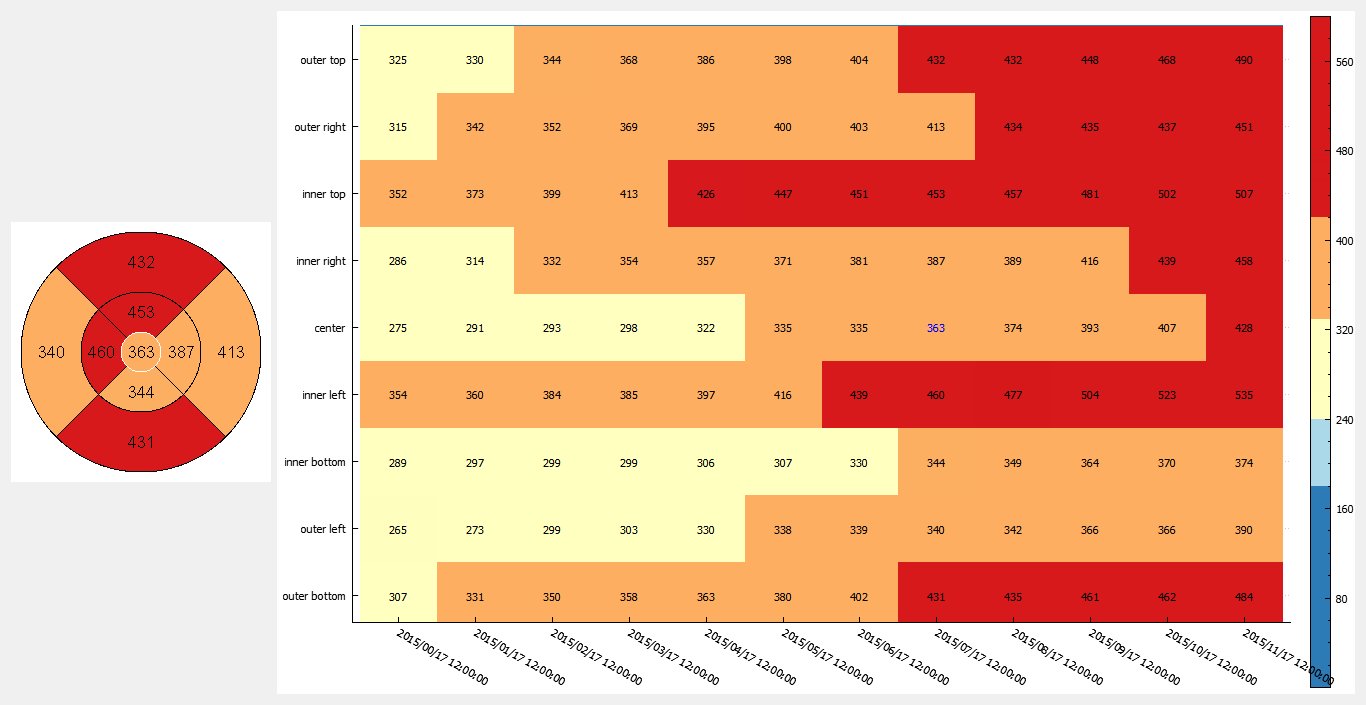 432
453
340 460 363 387 413
344
431
outer top 325 330 344 368 386 398 404 432 432 448 468 490
outer right 315 342 352 369 395 400 403 413 434 435 437 451
inner top 352 373 399 413 426 447 451 453 457 481 502 507
inner right 286 314 332 354 357 371 381 387 389 416 439 458
center 275 291 293 298 322 335 335 363 374 393 407 428
inner left 354 360 384 385 397 416 439 460 477 504 523 535
inner bottom 289 297 299 299 306 307 330 344 349 364 370 374
outer left 265 273 299 303 330 338 339 340 342 366 366 390
outer bottom 307 331 350 358 363 380 402 431 435 461 462 484
2015/00/17 12:00:00
2015/01/17 12:00:00
2015/02/17 12:00:00
2015/03/17 12:00:00
2015/04/17 12:00:00
2015/05/17 12:00:00
2015/06/17 12:00:00
2015/07/17 12:00:00
2015/08/17 12:00:00
2015/09/17 12:00:00
2015/10/17 12:00:00
2015/11/17 12:00:00
560
480
400
320
240
160
80